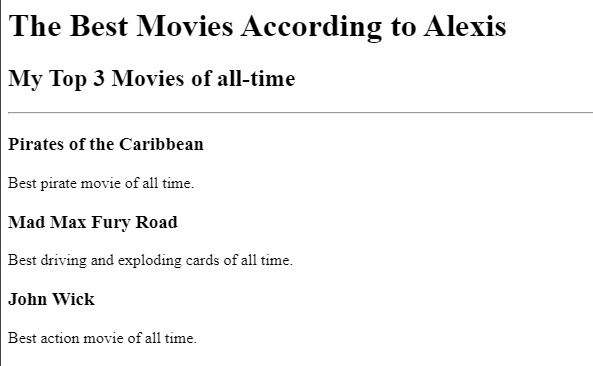 The Best Movies According to Alexis
My Top 3 Movies of all-time
Pirates of the Caribbean
Best pirate movie of all time.
Mad Max Fury Road
Best driving and exploding cards of all time.
John Wick
Best action movie of all time.